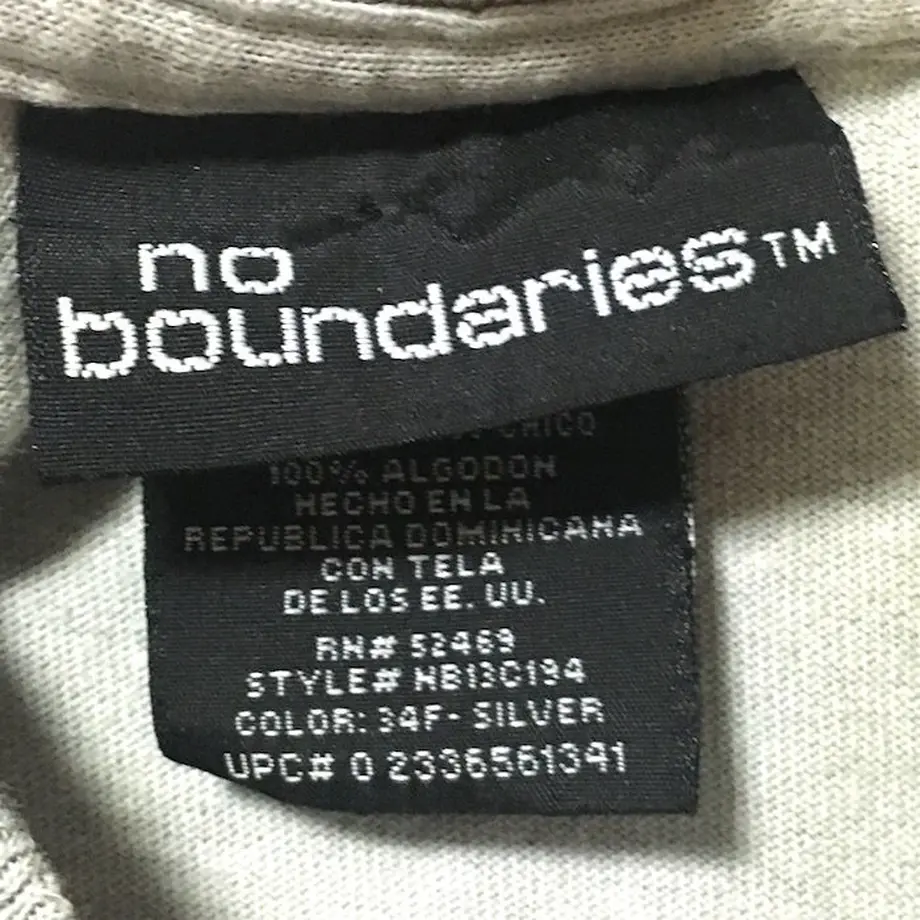 no
boundaries™
CHICO
100% ALGODON
HECHO EN LA
REPUBLICA DOMINICANA
CON TELA
DE LOS EE. UU.
RN# 52469
STYLE# NB13C194
COLOR: 34F- SILVER
UPC# 0 2336561341